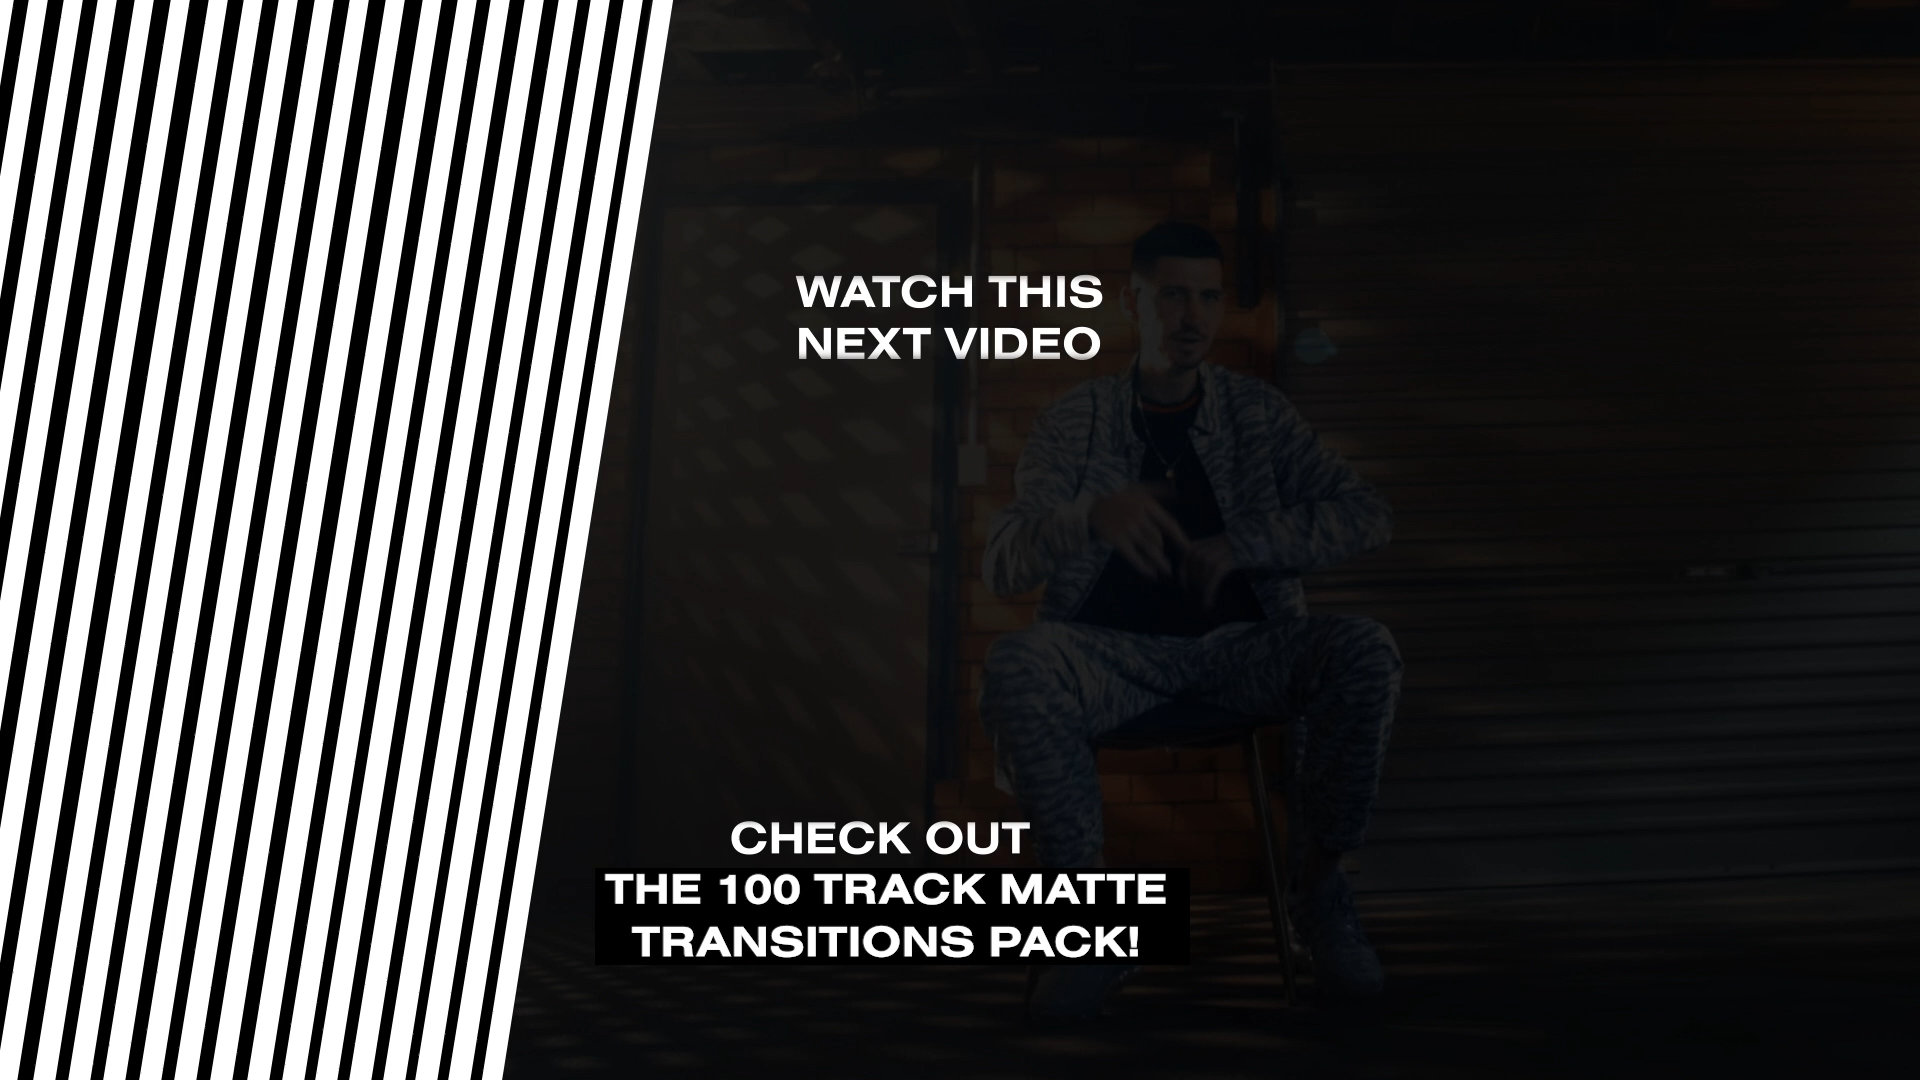 WATCH THIS
NEXT VIDEO
CHECK OUT
THE 100 TRACK MATTE
TRANSITIONS PACK!